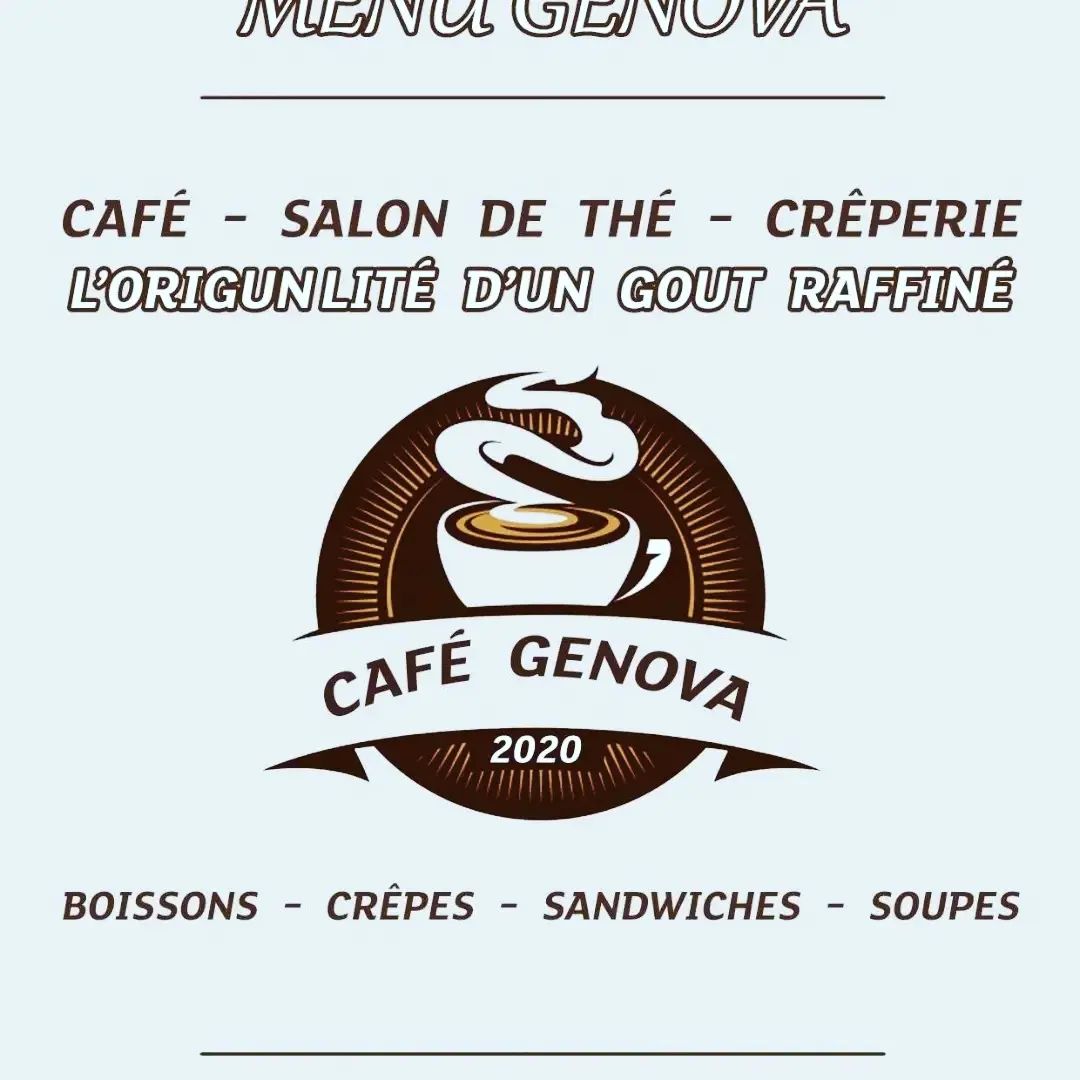 MENU GENOVA
CAFÉ - SALON DE THÉ - CRÊPERIE
L'ORIGUNLITÉ D'UN GOUT RAFFINÉ
CAFÉ GENOVA
2020
BOISSONS - CRÊPES - SANDWICHES - SOUPES